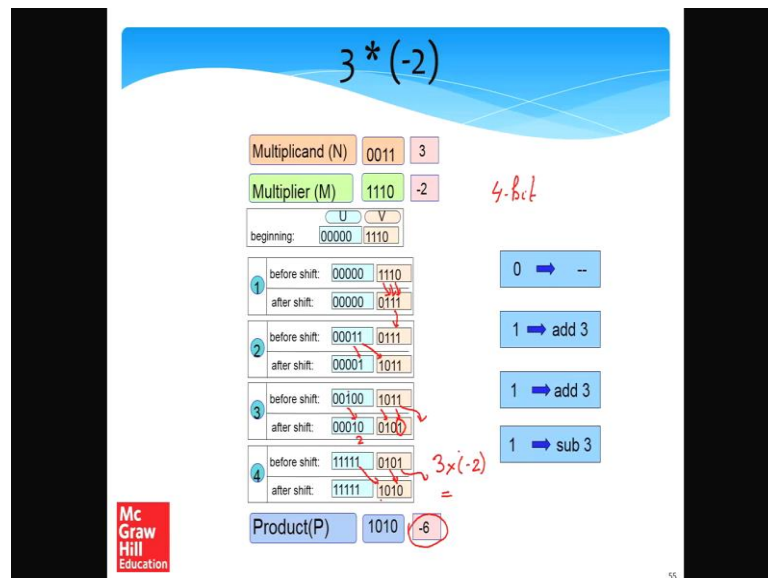 3 * (-2)
Multiplicand (N) 0011 3
Multiplier (M) 1110 -2
4-Bit
U V
beginning: 00000 1110
1 before shift: 00000 1110
after shift: 00000 0111
0 → --
2 before shift: 00011 0111
after shift: 00001 1011
1 → add 3
3 before shift: 00100 1011
after shift: 00010 0101
2
1 → add 3
4 before shift: 11111 0101
after shift: 11111 1010
3x(-2)
=
1 → sub 3
Product(P) 1010 -6
Mc
Graw
Hill
Education
55